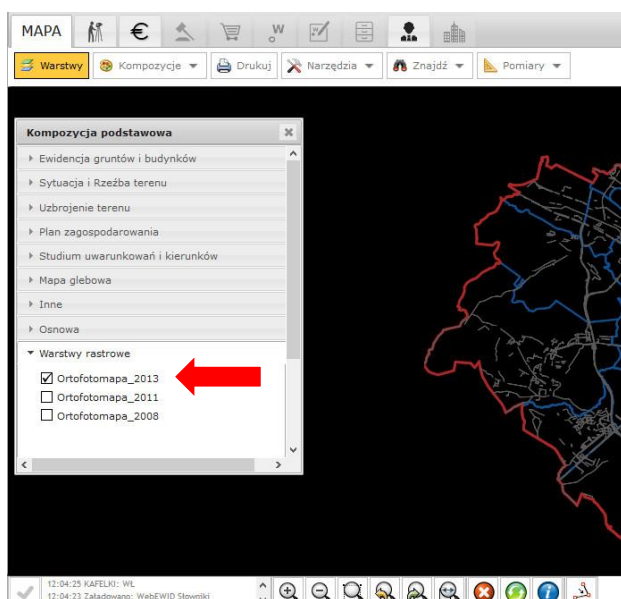 MAPA € w
Warstwy Kompozycje Drukuj Narzędzia Znajdź Pomiary
Kompozycja podstawowa
Ewidencja gruntów i budynków
Sytuacja i Rzeźba terenu
Uzbrojenie terenu
Plan zagospodarowania
Studium uwarunkowań i kierunków
Mapa glebowa
Inne
Osnowa
Warstwy rastrowe
Ortofotomapa_2013
Ortofotomapa_2011
Ortofotomapa_2008
12:04:25 KAFELKI: WŁ
12:04:23 Załadowano: WebEWID Słowniki